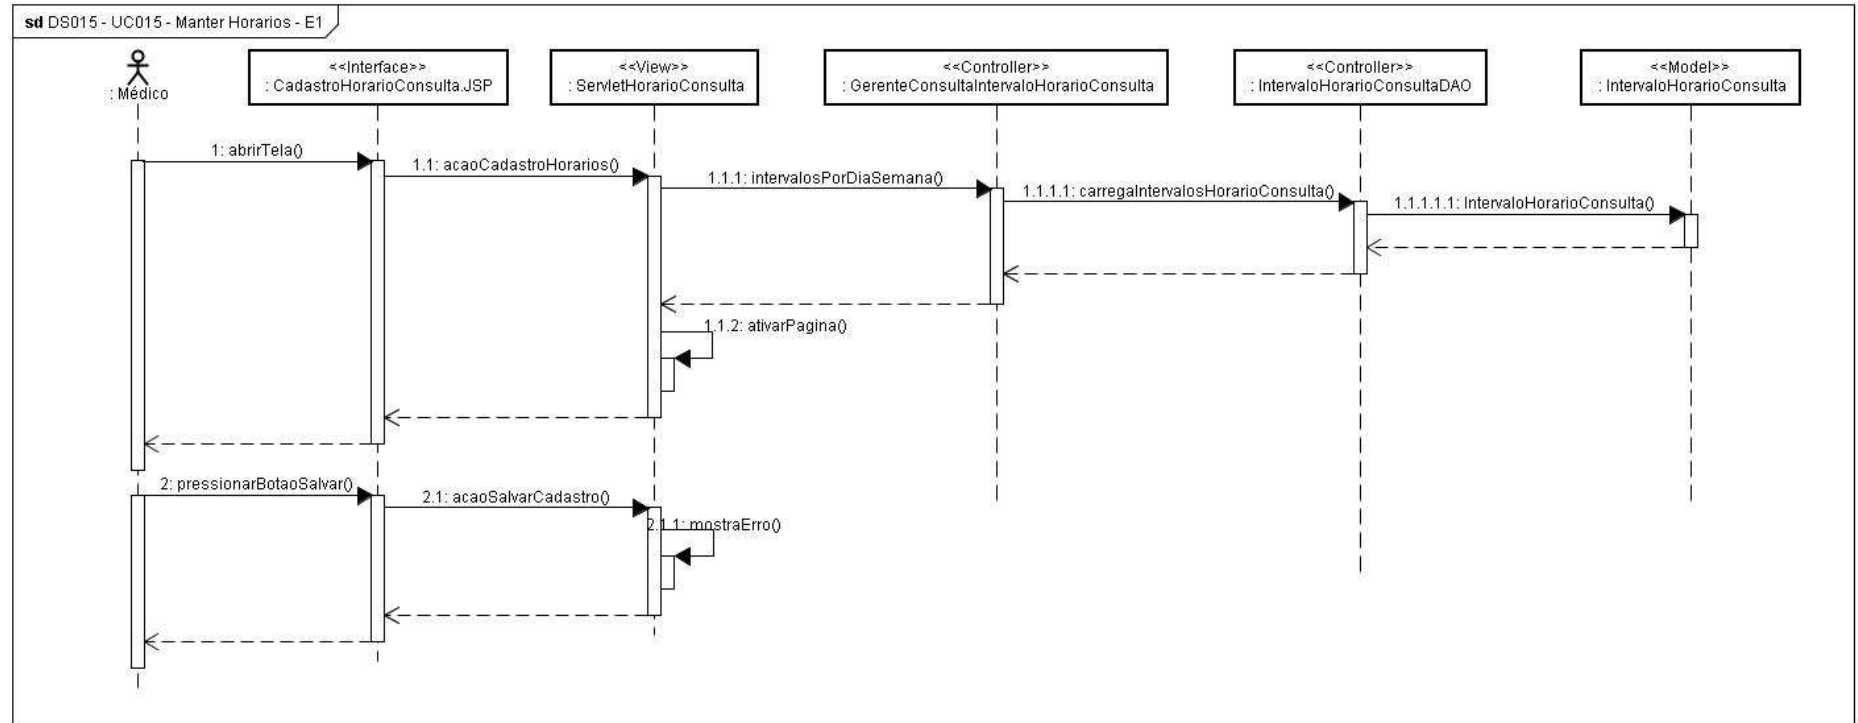 sd DS015 - UC015 - Manter Horarios - E1
: Médico
<<Interface>>
: CadastroHorarioConsulta.JSP
<<View>>
: ServletHorarioConsulta
<<Controller>>
: GerenteConsultaIntervaloHorarioConsulta
<<Controller>>
: IntervaloHorarioConsultaDAO
<<Model>>
: IntervaloHorarioConsulta
1: abrirTela()
1.1: acaoCadastroHorarios()
1.1.1: intervalosPorDiaSemana()
1.1.1.1: carregaIntervalosHorarioConsulta()
1.1.1.1.1: IntervaloHorarioConsulta()
1.1.2: ativarPagina()
2: pressionarBotaoSalvar()
2.1: acaoSalvarCadastro()
2.1.1: mostraErro()